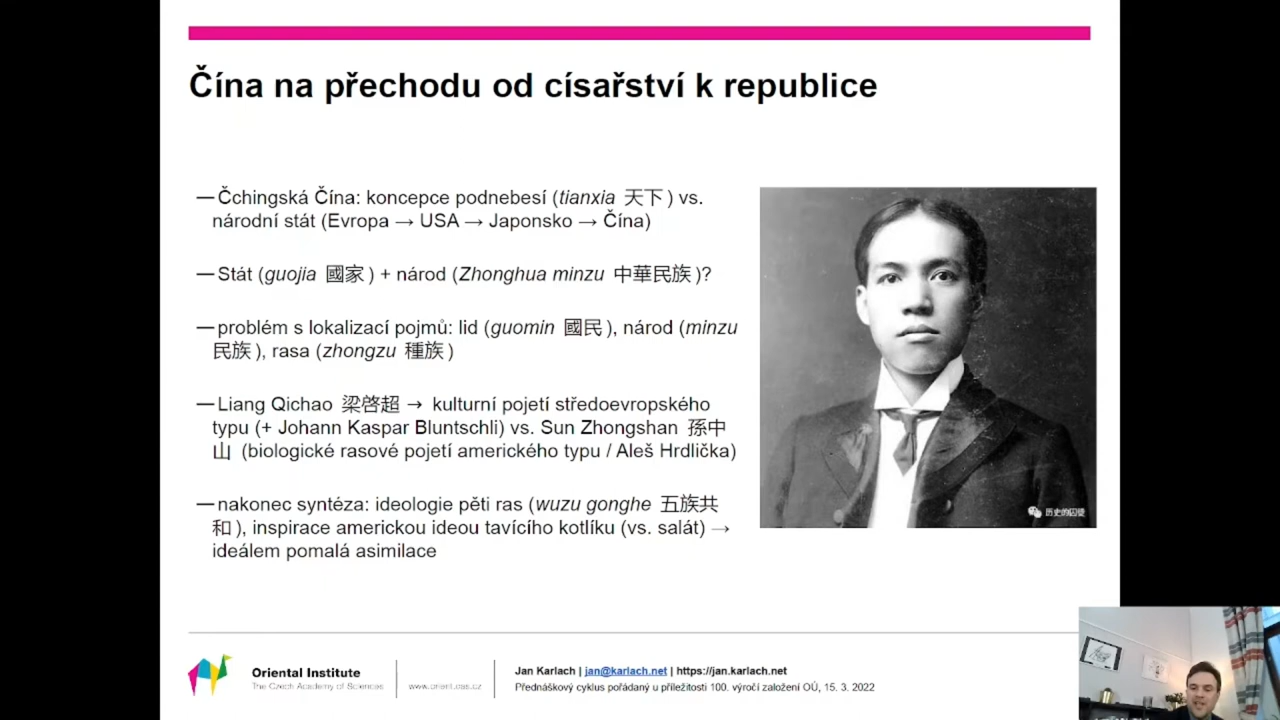 Čína na přechodu od císařství k republice
— Čchingská Čína: koncepce podnebesí (tianxia 天下) vs.
národní stát (Evropa → USA → Japonsko → Čína)
— Stát (guojia 國家) + národ (Zhonghua minzu 中華民族)?
— problém s lokalizací pojmů: lid (guomin 國民), národ (minzu
民族), rasa (zhongzu 種族)
— Liang Qichao 梁啓超 → kulturní pojetí středoevropského
typu (+ Johann Kaspar Bluntschli) vs. Sun Zhongshan 孫中
山 (biologické rasové pojetí amerického typu / Aleš Hrdlička)
— nakonec syntéza: ideologie pěti ras (wuzu gonghe 五族共
和), inspirace americkou ideou tavícího kotlíku (vs. salát) →
ideálem pomalá asimilace
历史的囚徒
Oriental Institute
The Czech Academy of Sciences
www.orient.cas.cz
Jan Karlach | jan@karlach.net | https://jan.karlach.net
Přednáškový cyklus pořádaný u příležitosti 100. výročí založení OÚ, 15. 3. 2022